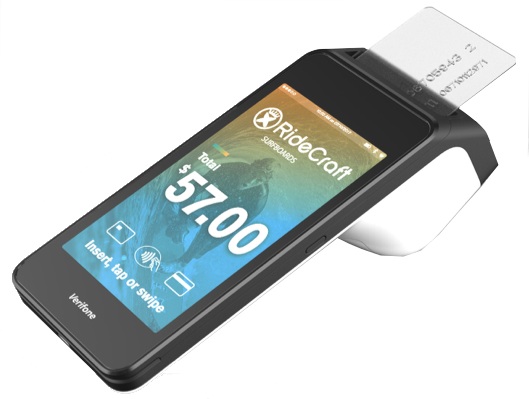 RideCraft
SURFBOARDS
Total
$57.00
Insert, tap or swipe
Verifone